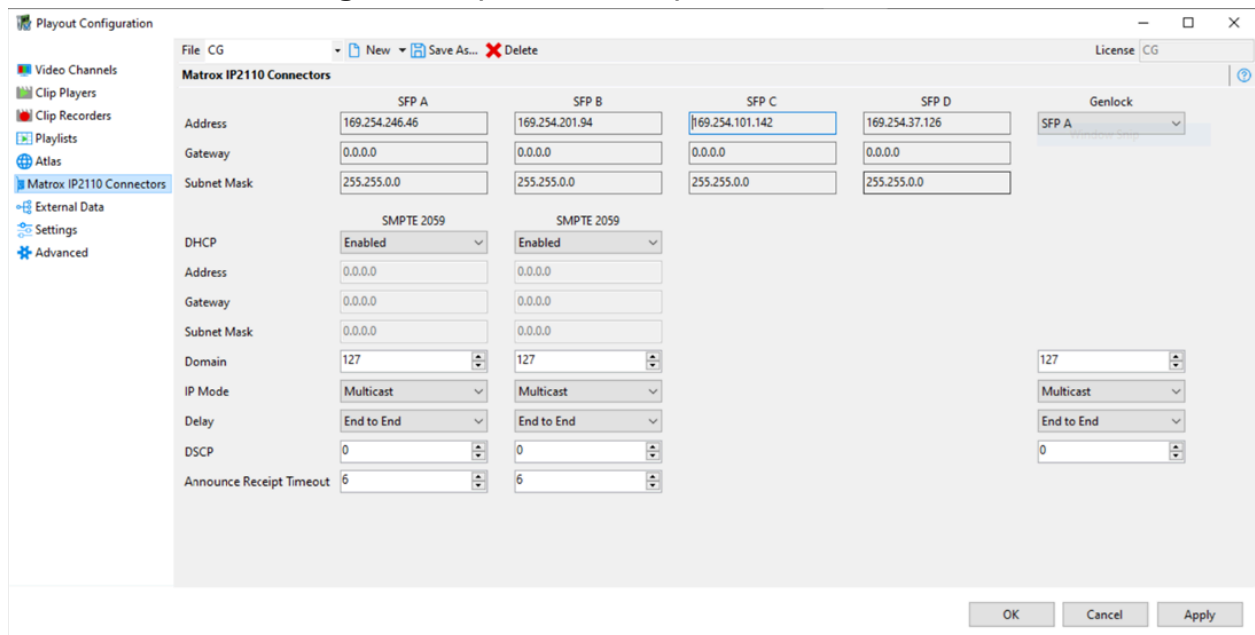 Playout Configuration
File CG New Save As... Delete License CG
Video Channels
Clip Players
Clip Recorders
Playlists
Atlas
Matrox IP2110 Connectors
External Data
Settings
Advanced
Matrox IP2110 Connectors
SFP A SFP B SFP C SFP D Genlock
Address 169.254.246.46 169.254.201.94 169.254.101.142 169.254.37.126 SFP A
Window Snip
Gateway 0.0.0.0 0.0.0.0 0.0.0.0 0.0.0.0
Subnet Mask 255.255.0.0 255.255.0.0 255.255.0.0 255.255.0.0
SMPTE 2059 SMPTE 2059
DHCP Enabled Enabled
Address 0.0.0.0 0.0.0.0
Gateway 0.0.0.0 0.0.0.0
Subnet Mask 0.0.0.0 0.0.0.0
Domain 127 127 127
IP Mode Multicast Multicast Multicast
Delay End to End End to End End to End
DSCP 0 0 0
Announce Receipt Timeout 6 6
OK Cancel Apply